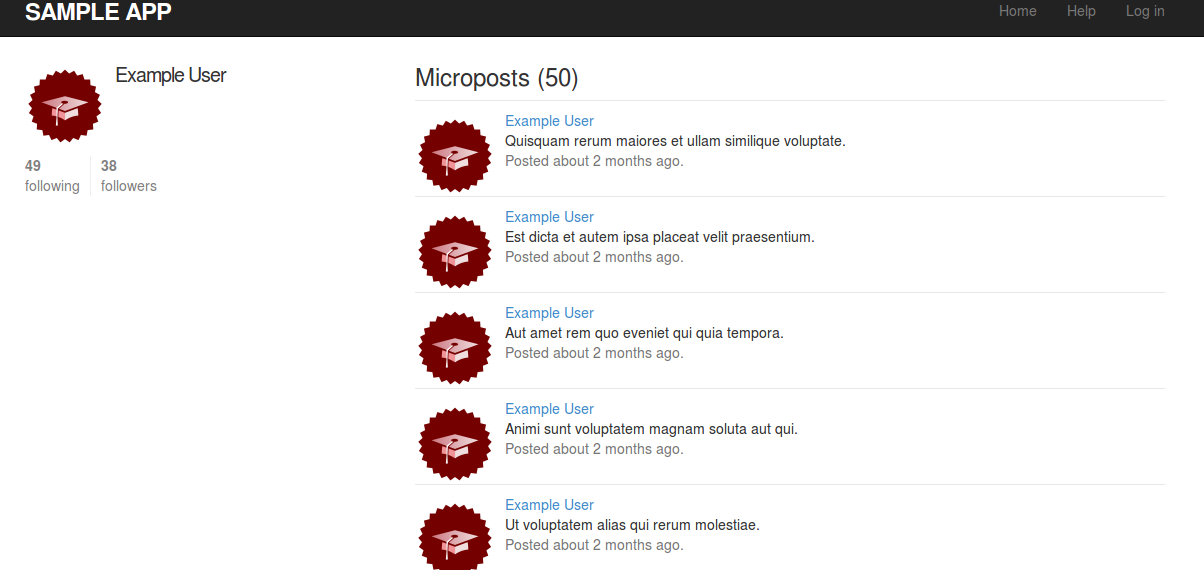 SAMPLE APP
Home Help Log in
Example User
49 following
38 followers
Microposts (50)
Example User
Quisquam rerum maiores et ullam similique voluptate.
Posted about 2 months ago.
Example User
Est dicta et autem ipsa placeat velit praesentium.
Posted about 2 months ago.
Example User
Aut amet rem quo eveniet qui quia tempora.
Posted about 2 months ago.
Example User
Animi sunt voluptatem magnam soluta aut qui.
Posted about 2 months ago.
Example User
Ut voluptatem alias qui rerum molestiae.
Posted about 2 months ago.